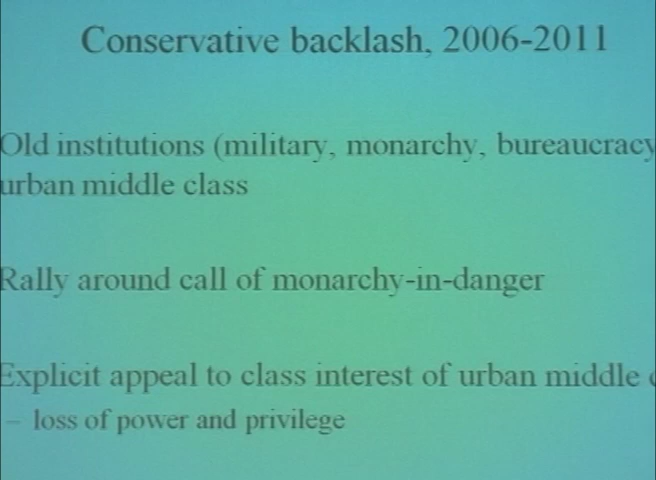 Conservative backlash, 2006-2011
Old institutions (military, monarchy, bureaucracy
urban middle class
Rally around call of monarchy-in-danger
Explicit appeal to class interest of urban middle
– loss of power and privilege